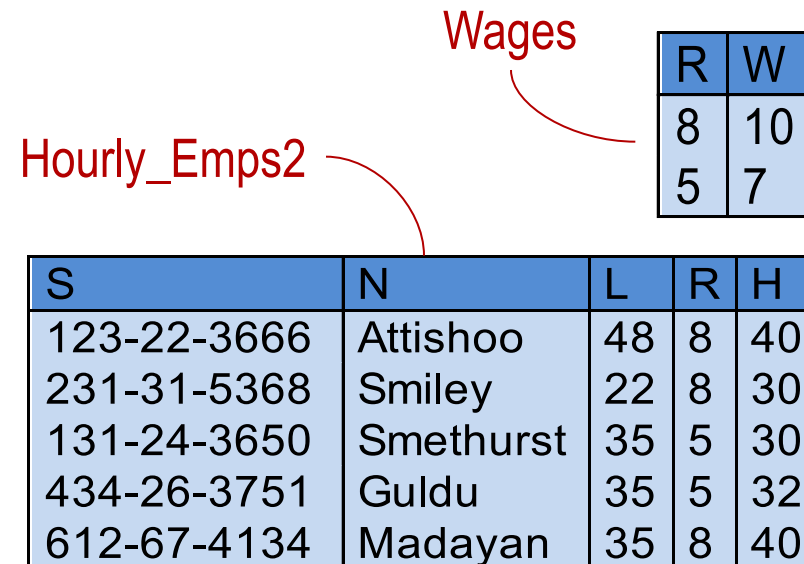 Wages
R W
8 10
5 7
Hourly_Emps2
S N L R H
123-22-3666 Attishoo 48 8 40
231-31-5368 Smiley 22 8 30
131-24-3650 Smethurst 35 5 30
434-26-3751 Guldu 35 5 32
612-67-4134 Madayan 35 8 40